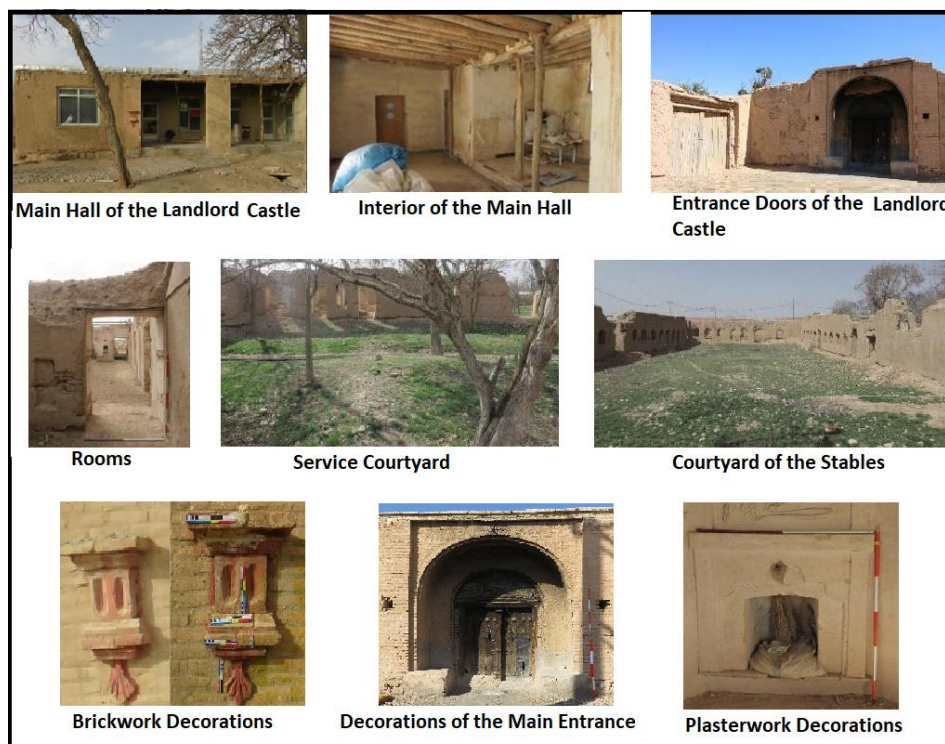 Main Hall of the Landlord Castle
Interior of the Main Hall
Entrance Doors of the Landlord
Castle
Rooms
Service Courtyard
Courtyard of the Stables
Brickwork Decorations
Decorations of the Main Entrance
Plasterwork Decorations